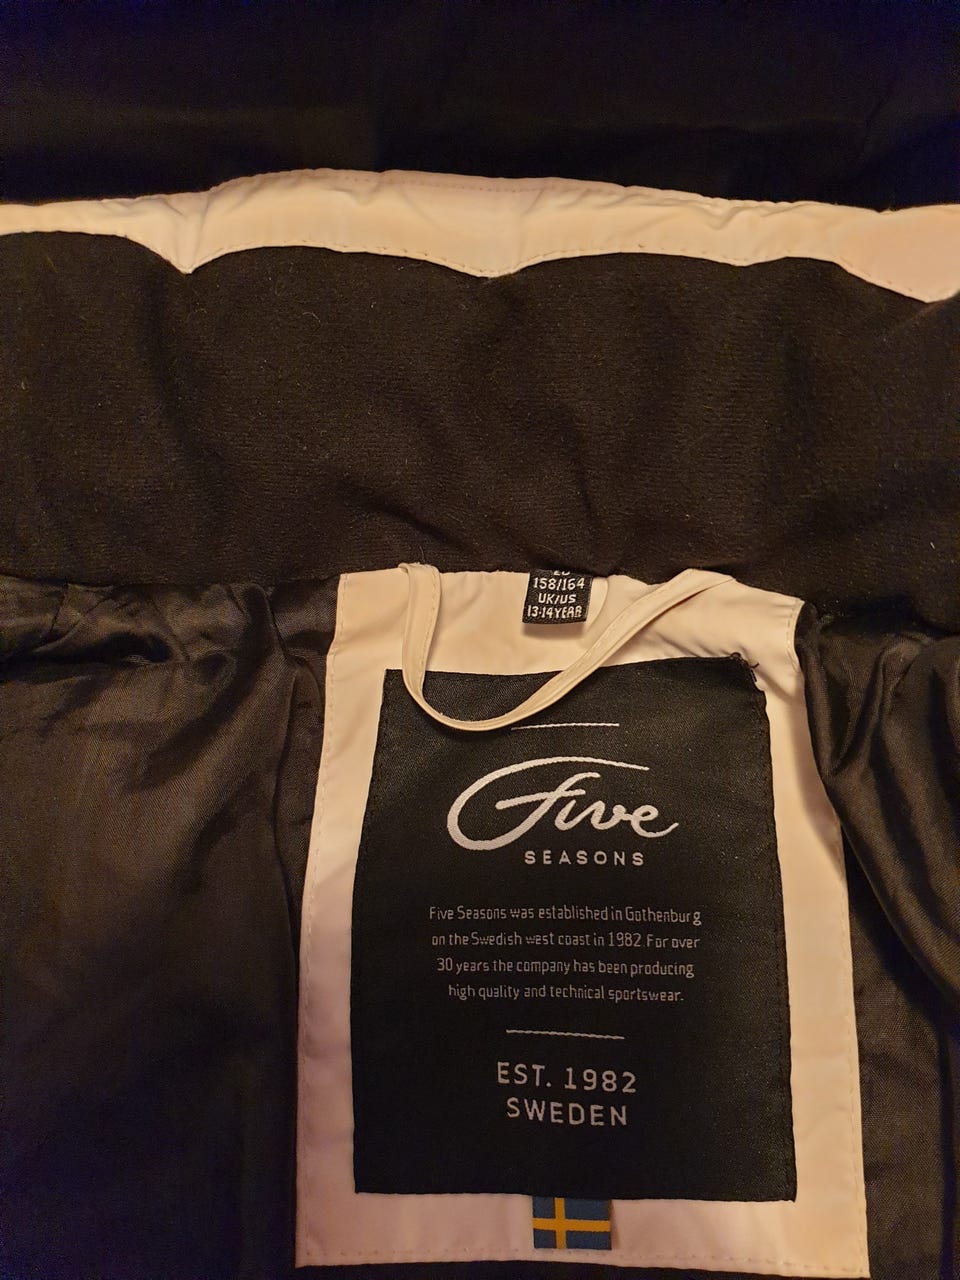 158/164
UK/US
13-14YEAR
Five
SEASONS
Five Seasons was established in Gothenburg
on the Swedish west coast in 1982. For over
30 years the company has been producing
high quality and technical sportswear.
EST. 1982
SWEDEN